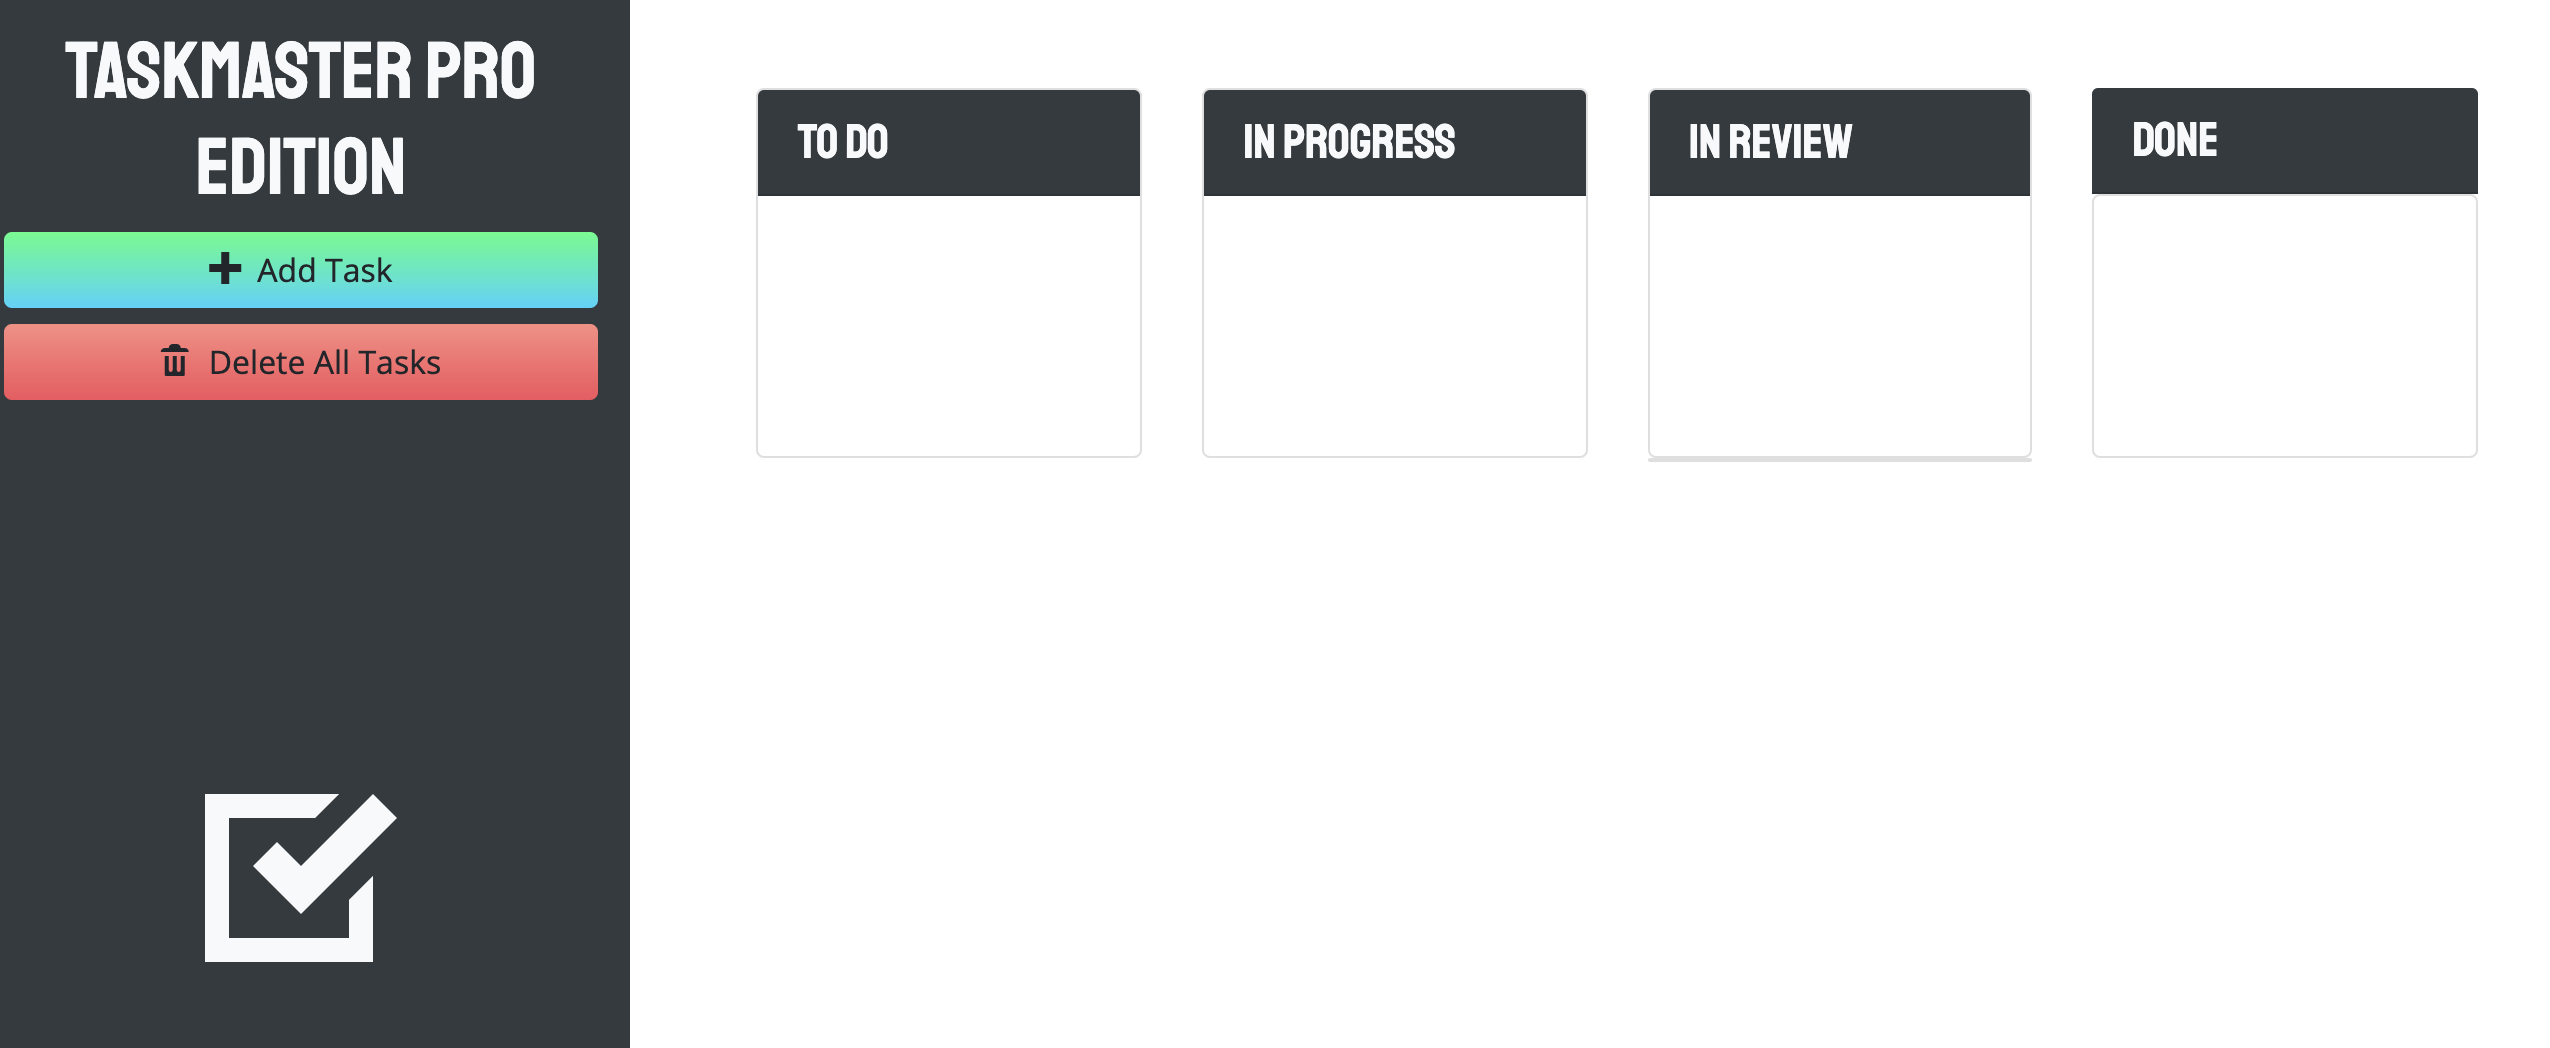 TASKMASTER PRO
EDITION
Add Task
Delete All Tasks
TO DO
IN PROGRESS
IN REVIEW
DONE